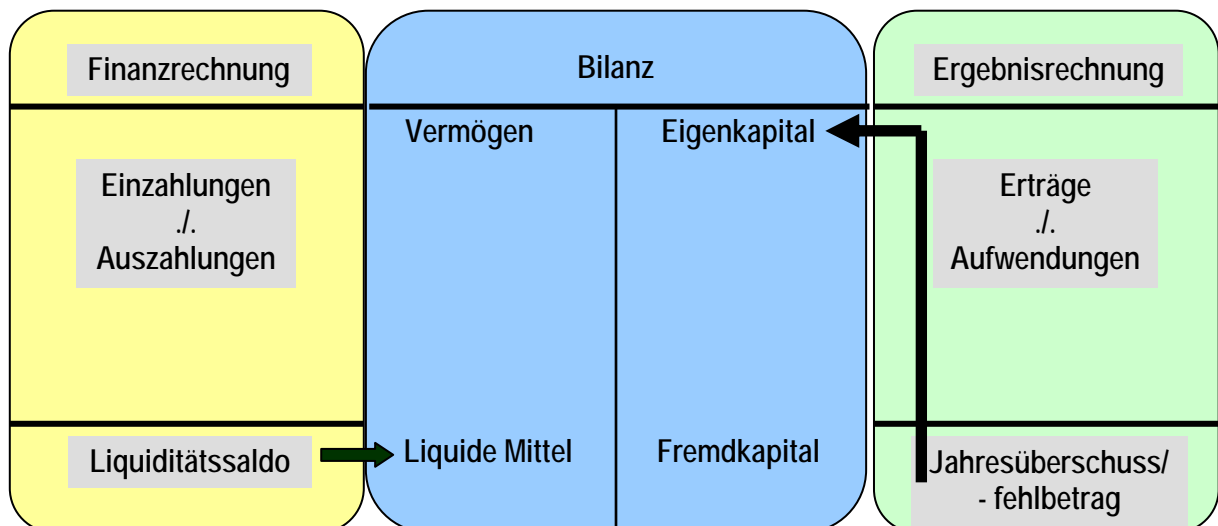 Finanzrechnung
Einzahlungen
./.
Auszahlungen
Liquiditätssaldo
Bilanz
Vermögen
Eigenkapital
Liquide Mittel
Fremdkapital
Ergebnisrechnung
Erträge
./.
Aufwendungen
Jahresüberschuss/
- fehlbetrag